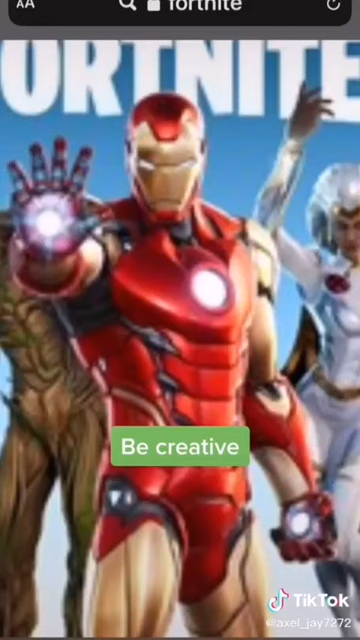 AA fortnite
ORTNITE
Be creative
TikTok
@axel_jay7272